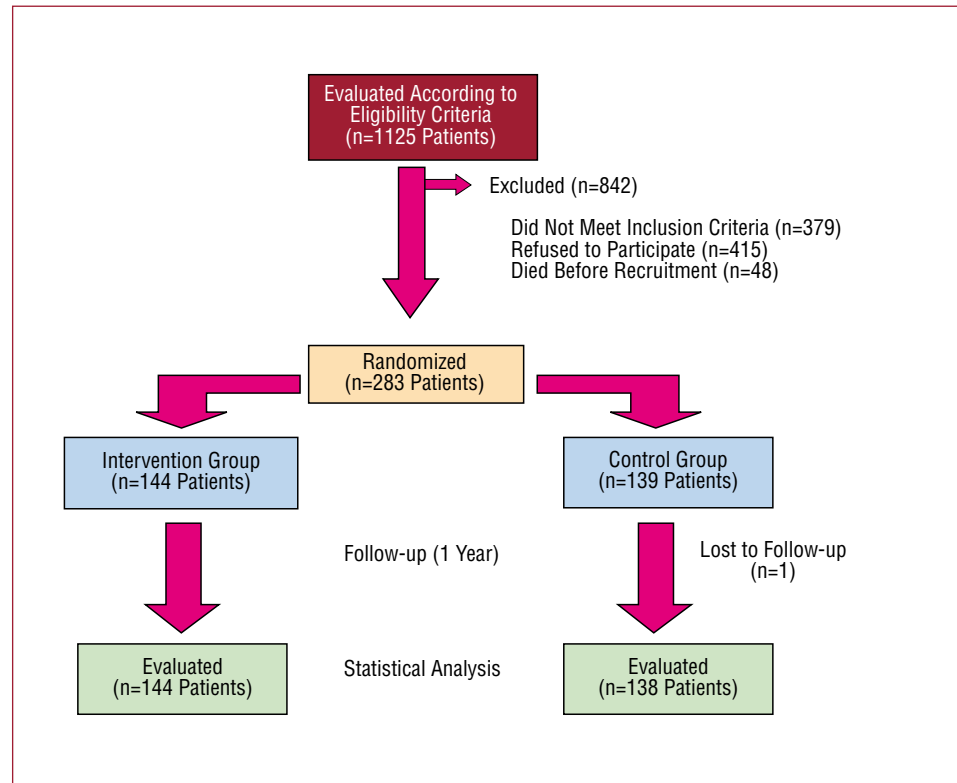 Evaluated According to
Eligibility Criteria
(n=1125 Patients)
Excluded (n=842)
Did Not Meet Inclusion Criteria (n=379)
Refused to Participate (n=415)
Died Before Recruitment (n=48)
Randomized
(n=283 Patients)
Intervention Group
(n=144 Patients)
Control Group
(n=139 Patients)
Follow-up (1 Year)
Lost to Follow-up
(n=1)
Evaluated
(n=144 Patients)
Statistical Analysis
Evaluated
(n=138 Patients)